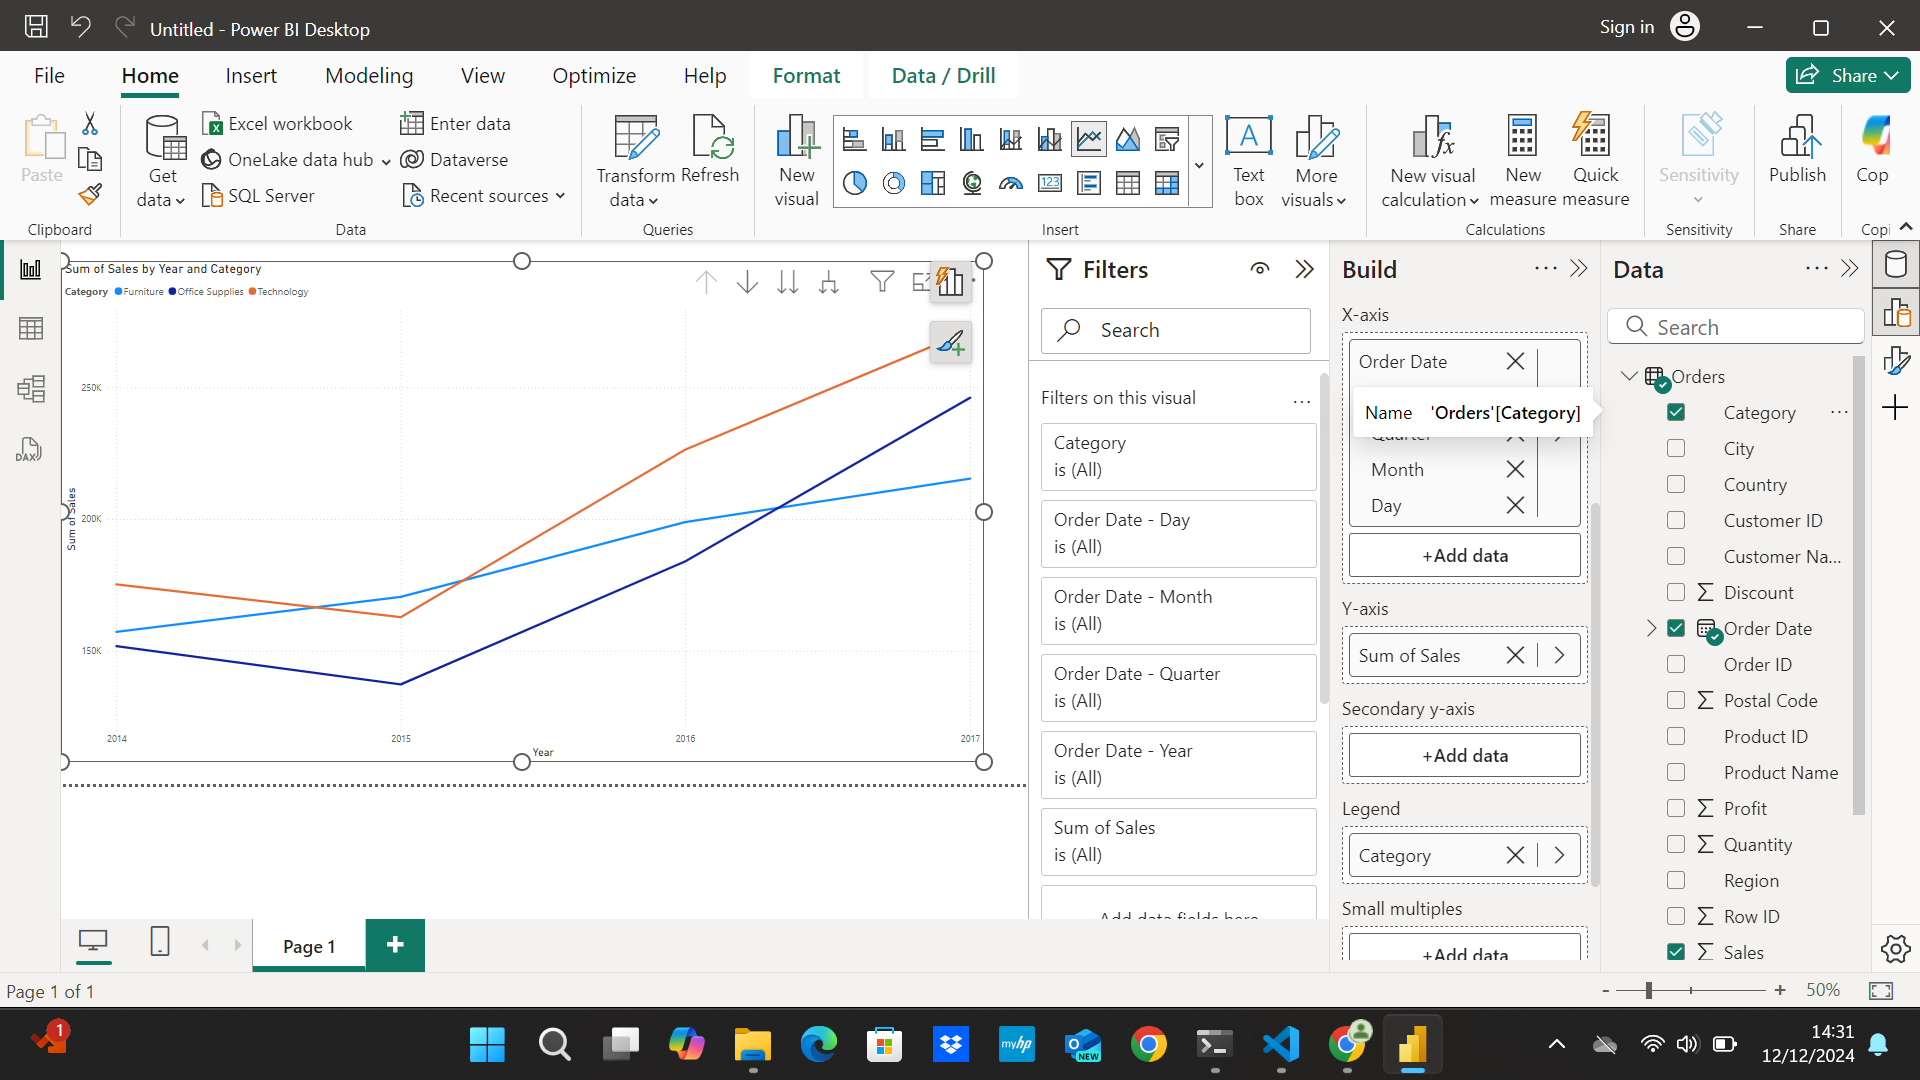 Untitled - Power BI Desktop
Sign in
File
Home
Insert
Modeling
View
Optimize
Help
Format
Data / Drill
Share
Paste
Clipboard
Get data
Excel workbook
OneLake data hub
SQL Server
Enter data
Dataverse
Recent sources
Data
Transform data
Refresh
Queries
New visual
123
A
Text box
More visuals
Insert
New visual calculation
New measure
Quick measure
Calculations
Sensitivity
Sensitivity
Publish
Share
Cop
Copi
DAX
Sum of Sales by Year and Category
Category Furniture Office Supplies Technology
Sum of Sales
250K
200K
150K
2014
2015
2016
2017
Year
Filters
Search
Filters on this visual
Category
is (All)
Order Date - Day
is (All)
Order Date - Month
is (All)
Order Date - Quarter
is (All)
Order Date - Year
is (All)
Sum of Sales
is (All)
Add data fields here
Build
X-axis
Order Date
Name 'Orders'[Category]
Quarter
Month
Day
+Add data
Y-axis
Sum of Sales
Secondary y-axis
+Add data
Legend
Category
Small multiples
+Add data
Data
Search
Orders
Category
City
Country
Customer ID
Customer Na...
Discount
Order Date
Order ID
Postal Code
Product ID
Product Name
Profit
Quantity
Region
Row ID
Sales
Page 1
Page 1 of 1
50%
1
myhp
NEW
14:31
12/12/2024